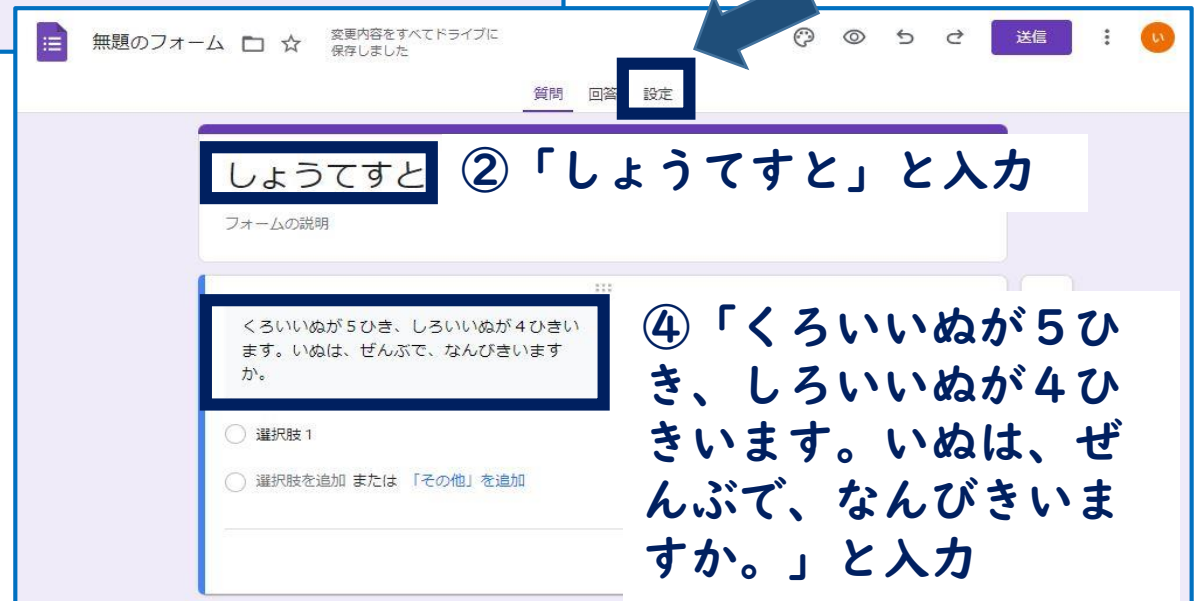 無題のフォーム
変更内容をすべてドライブに
保存しました
送信
い
質問 回答 設定
しょうてすと
②「しょうてすと」と入力
フォームの説明
くろいいぬが５ひき、しろいいぬが４ひきい
ます。いぬは、ぜんぶで、なんびきいます
か。
④「くろいいぬが５ひ
き、しろいいぬが４ひ
きいます。いぬは、ぜ
んぶで、なんびきいま
すか。」と入力
選択肢 1
選択肢を追加 または 「その他」を追加